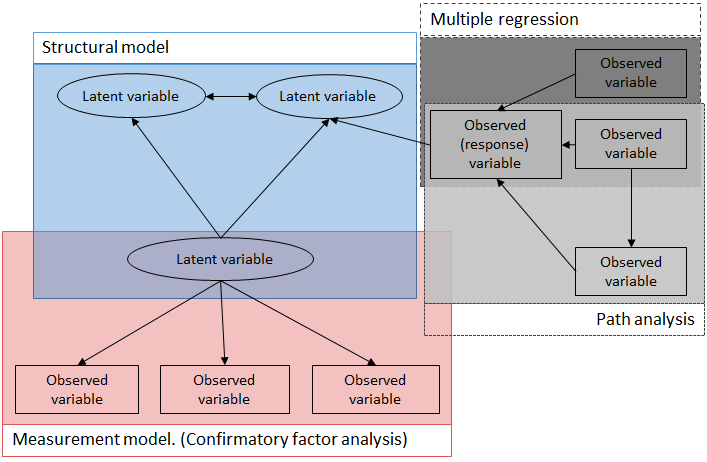 Multiple regression
Structural model
Observed
variable
Latent variable
Latent variable
Observed
(response)
variable
Observed
variable
Latent variable
Observed
variable
Path analysis
Observed
variable
Observed
variable
Observed
variable
Measurement model. (Confirmatory factor analysis)